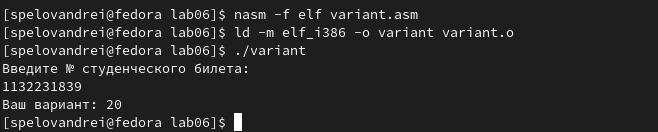 [spelovandrei@fedora lab06]$ nasm -f elf variant.asm
[spelovandrei@fedora lab06]$ ld -m elf_i386 -o variant variant.o
[spelovandrei@fedora lab06]$ ./variant
Введите № студенческого билета:
1132231839
Ваш вариант: 20
[spelovandrei@fedora lab06]$